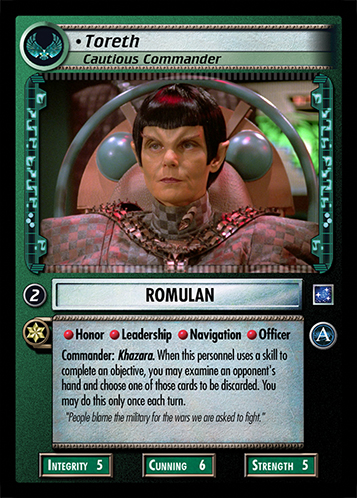 • Toreth
Cautious Commander
2
ROMULAN
A
Honor Leadership Navigation Officer
Commander: Khazara. When this personnel uses a skill to
complete an objective, you may examine an opponent's
hand and choose one of those cards to be discarded. You
may do this only once each turn.
"People blame the military for the wars we are asked to fight."
INTEGRITY 5 CUNNING 6 STRENGTH 5